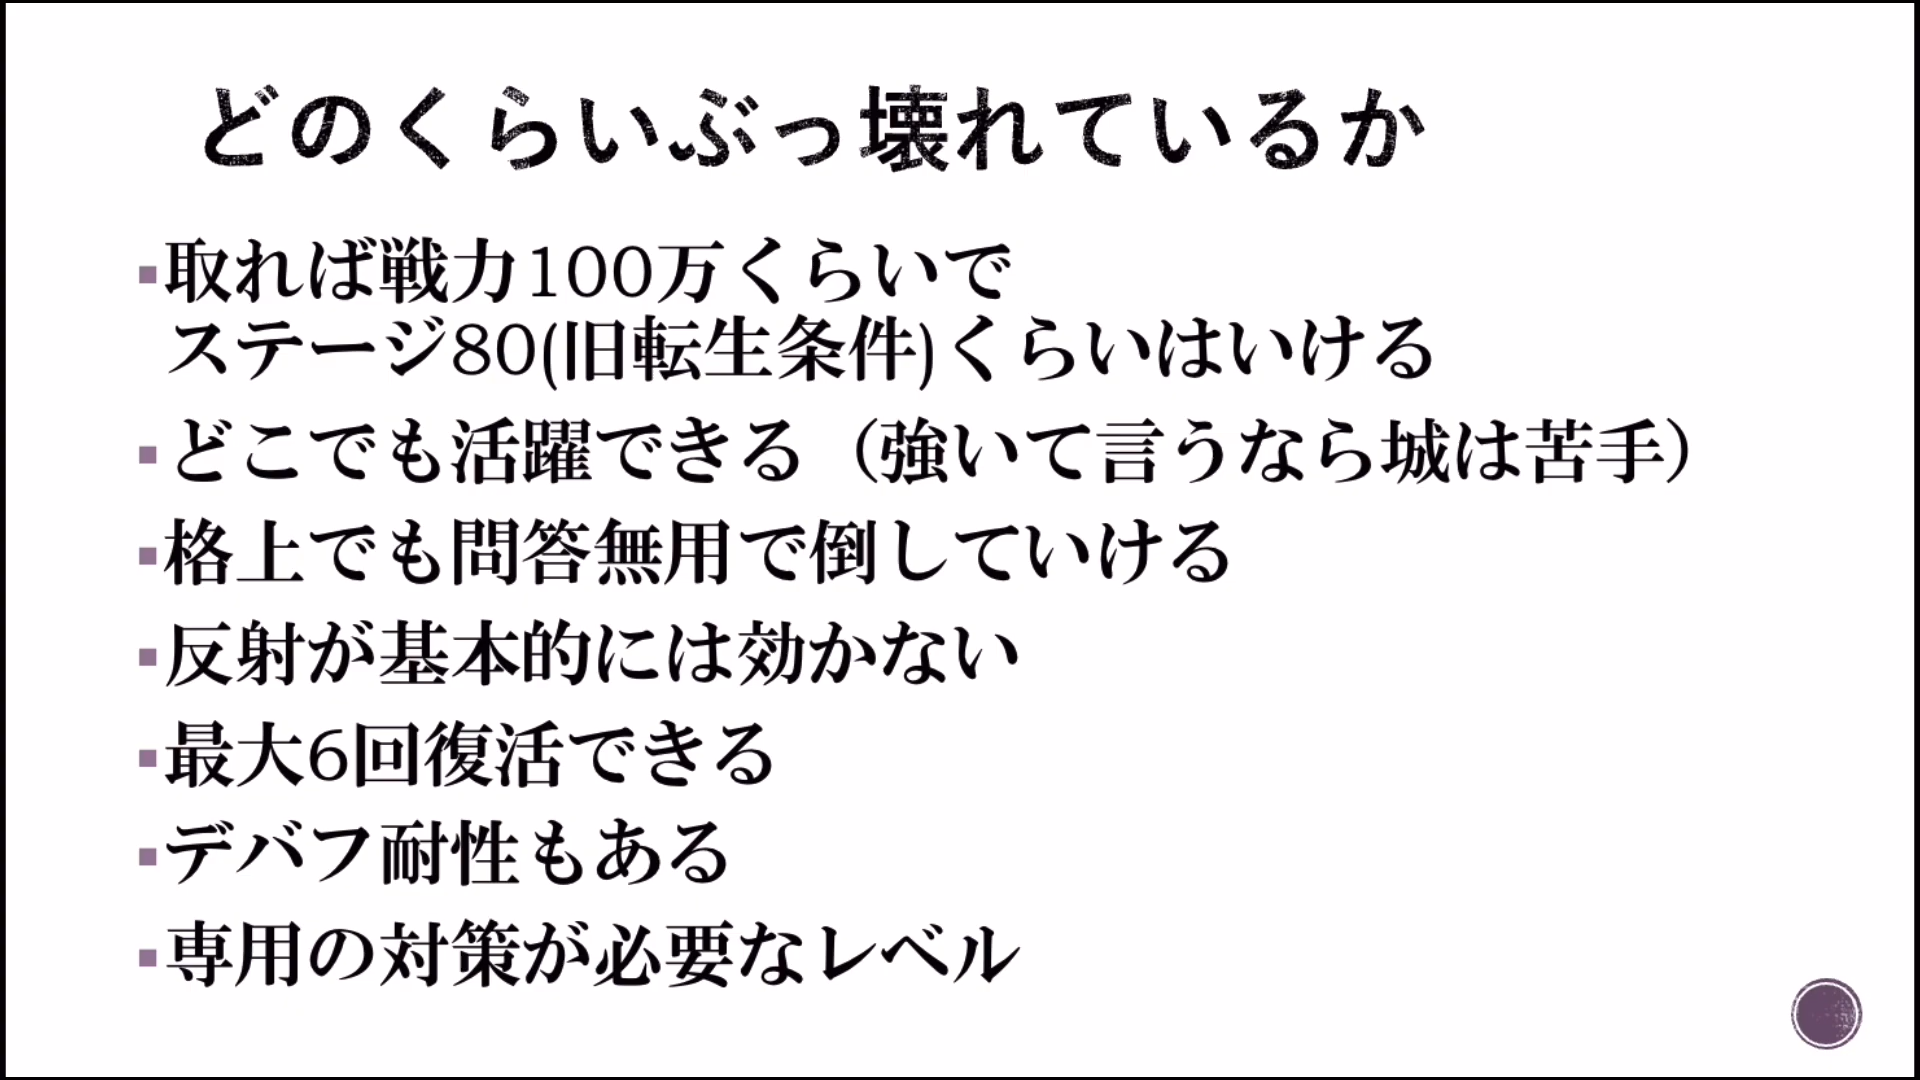 どのくらいぶっ壊れているか
▪取れば戦力100万くらいで
ステージ80(旧転生条件)くらいはいける
▪どこでも活躍できる（強いて言うなら城は苦手）
▪格上でも問答無用で倒していける
▪反射が基本的には効かない
▪最大6回復活できる
▪デバフ耐性もある
▪専用の対策が必要なレベル